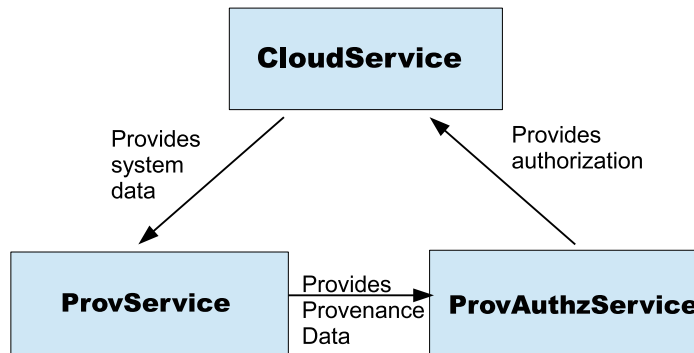 CloudService
Provides
system
data
Provides
authorization
ProvService
Provides
Provenance
Data
ProvAuthzService